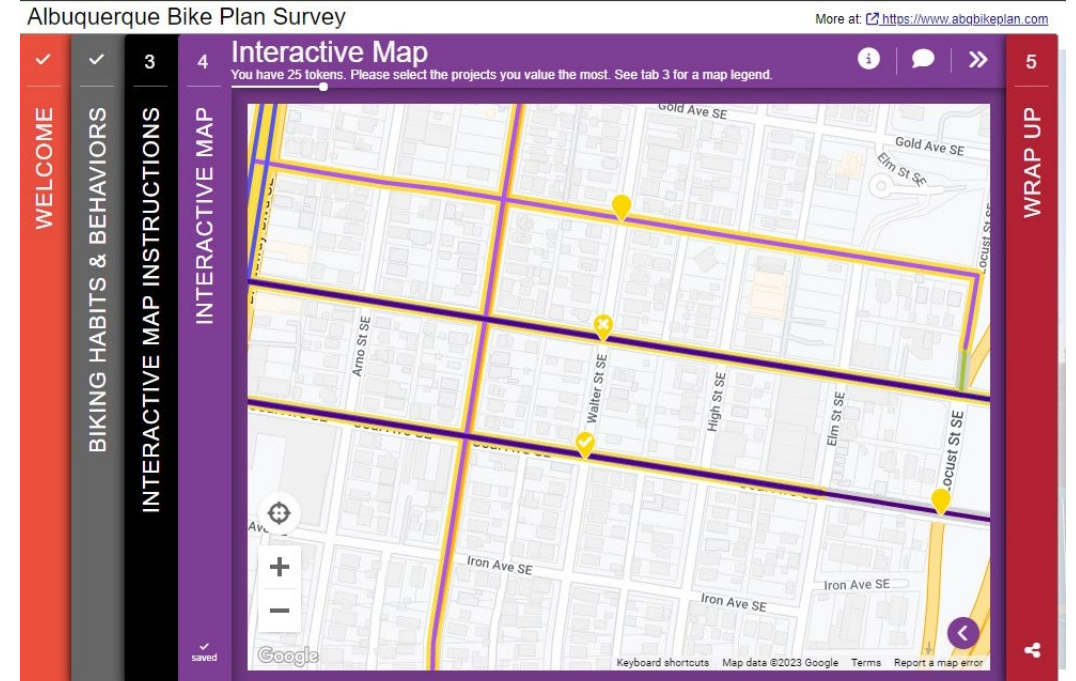 Albuquerque Bike Plan Survey
More at: https://www.abqbikeplan.com
WELCOME
BIKING HABITS & BEHAVIORS
3
INTERACTIVE MAP INSTRUCTIONS
4
INTERACTIVE MAP
saved
Interactive Map
You have 25 tokens. Please select the projects you value the most. See tab 3 for a map legend.
5
WRAP UP
Gold Ave SE
Gold Ave SE
Elm St SE
Locust St SE
Arno St SE
Walter St SE
High St SE
Elm St SE
Locust St SE
Iron Ave SE
Iron Ave SE
Iron Ave SE
Google
Keyboard shortcuts
Map data ©2023 Google
Terms
Report a map error